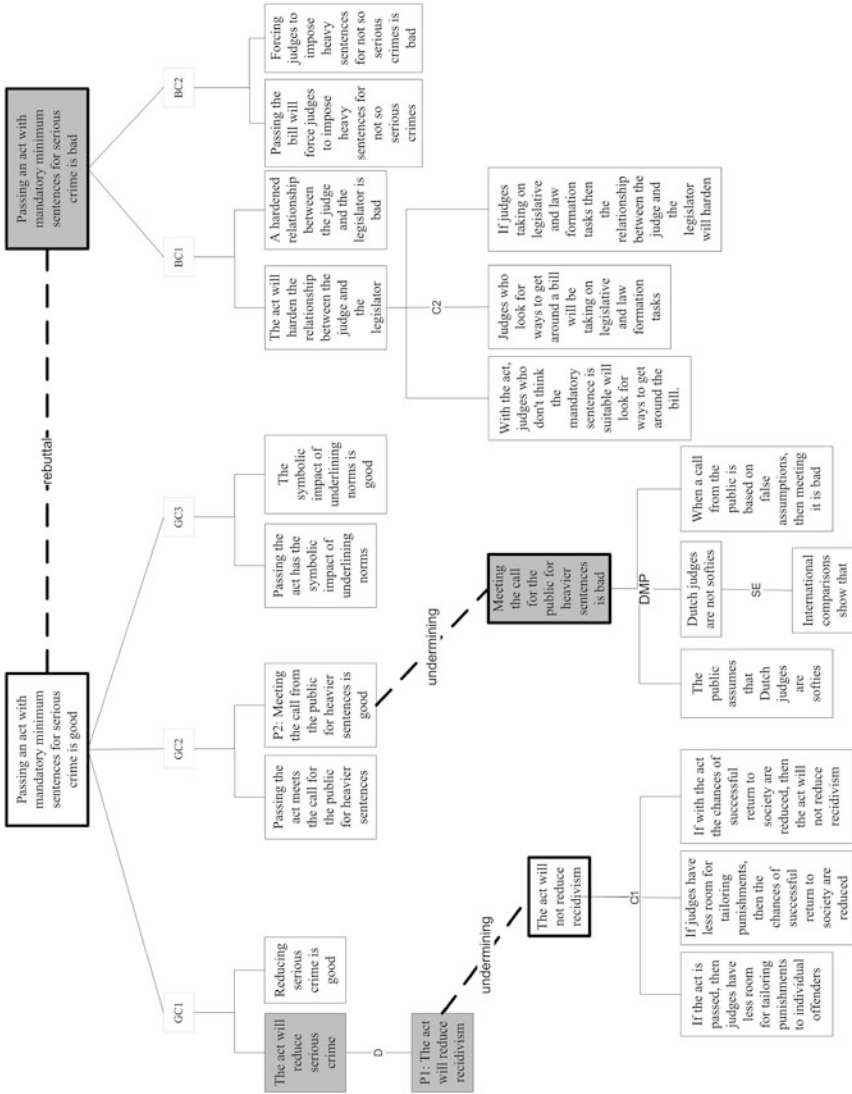 Passing an act with
mandatory minimum
sentences for serious
crime is good
rebuttal
Passing an act with
mandatory minimum
sentences for serious
crime is bad
GC1
GC2
GC3
BC1
BC2
The act will
reduce
serious
crime
Reducing
serious
crime is
good
Passing the
act meets
the call for
the public
for heavier
sentences
P2: Meeting
the call from
the public
for heavier
sentences is
good
Passing the
act has the
symbolic
impact of
underlining
norms
The
symbolic
impact of
underlining
norms is
good
The act will
harden the
relationship
between the
judge and
the
legislator
A hardened
relationship
between
the judge
and the
legislator is
bad
Passing the
bill will
force judges
to impose
heavy
sentences for
not so
serious
crimes
Forcing
judges to
impose
heavy
sentences
for not so
serious
crimes is
bad
D
P1: The act
will reduce
recidivism
undermining
The act will
not reduce
recidivism
C1
If the act is
passed, then
judges have
less room
for tailoring
punishments
to individual
offenders
If judges have
less room for
tailoring
punishments,
then the
chances of
successful
return to
society are
reduced
If with the act
the chances of
successful
return to
society are
reduced, then
the act will
not reduce
recidivism
undermining
Meeting
the call
for the
public for
heavier
sentences
is bad
DMP
The
public
assumes
that
Dutch
judges
are
softies
Dutch judges
are not softies
SE
International
comparisons
show that
When a call
from the
public is
based on
false
assumptions,
then meeting
it is bad
C2
With the act,
judges who
don't think
the
mandatory
sentence is
suitable will
look for
ways to get
around the
bill.
Judges who
look for
ways to get
around a bill
will be
taking on
legislative
and law
formation
tasks
If judges
taking on
legislative
and law
formation
tasks then
the
relationship
between the
judge and
the
legislator
will harden